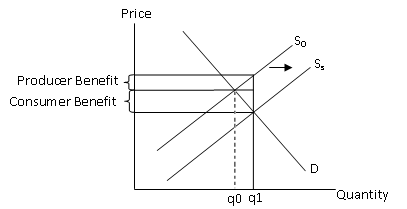 Price
S₀
Sₛ
Producer Benefit
Consumer Benefit
D
q0 q1
Quantity